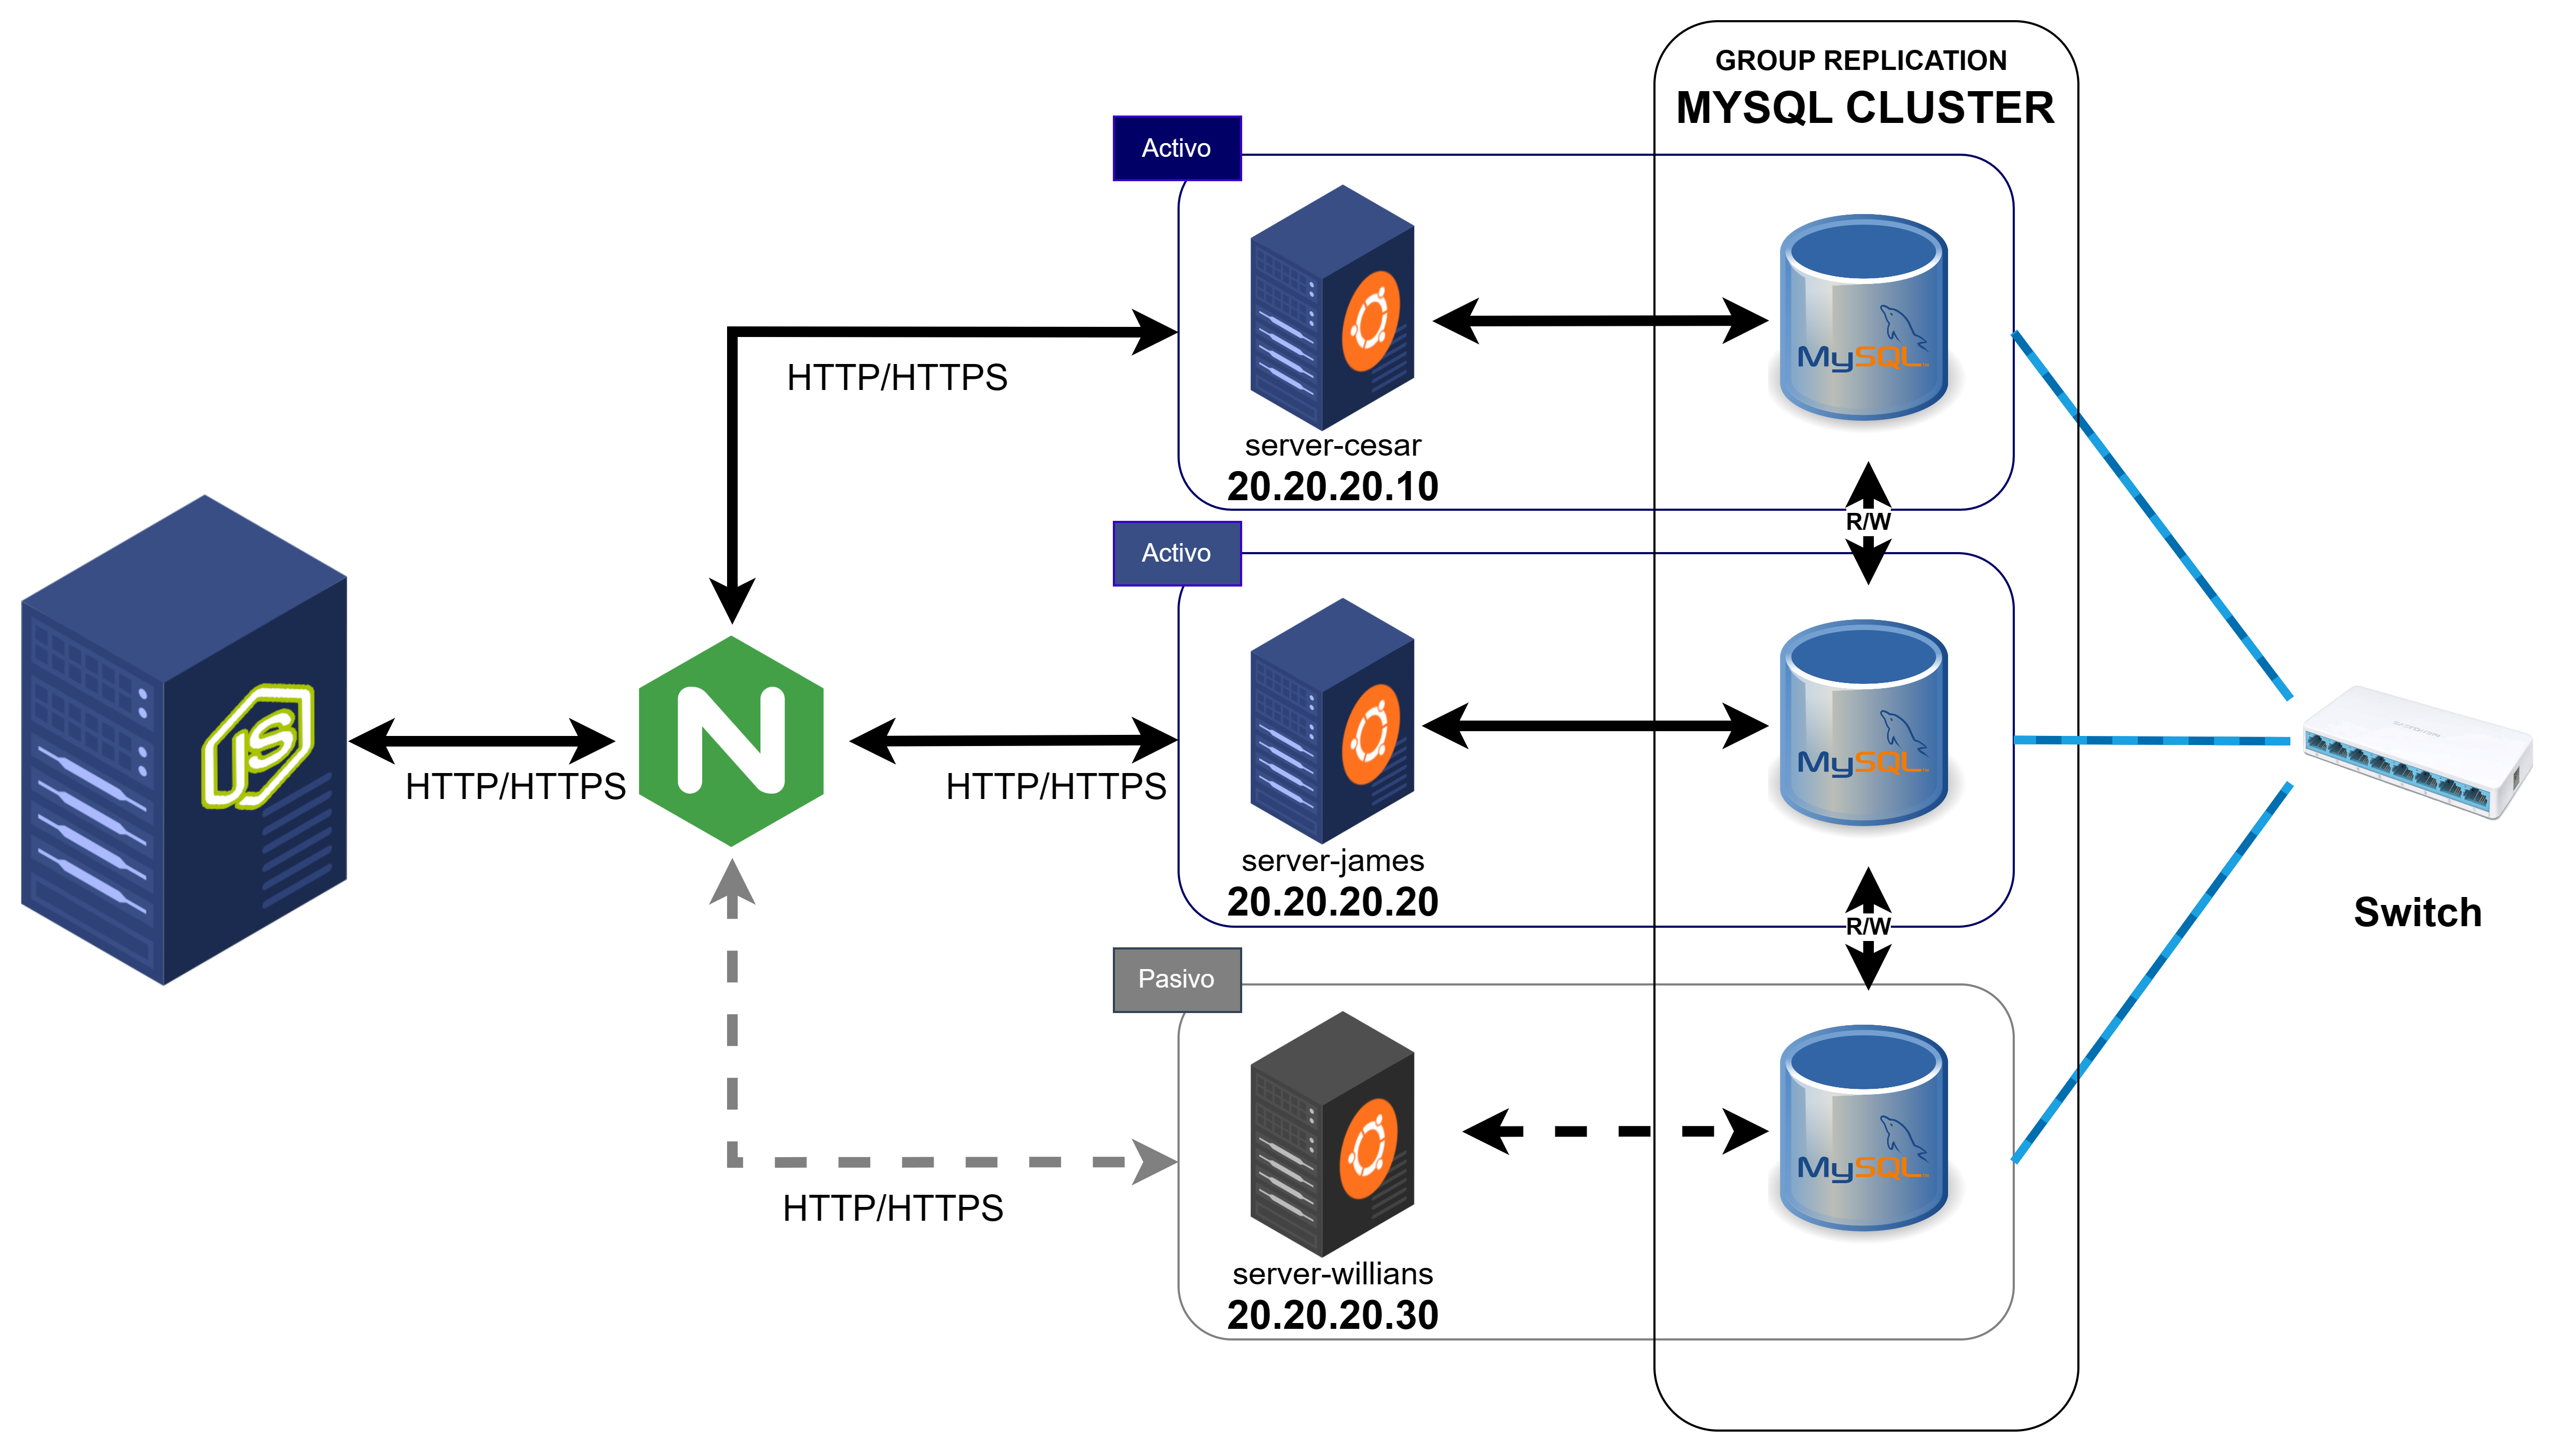 GROUP REPLICATION
MYSQL CLUSTER
Activo
HTTP/HTTPS
server-cesar
20.20.20.10
MySQL
R/W
Activo
JS
HTTP/HTTPS
N
HTTP/HTTPS
server-james
20.20.20.20
MySQL
R/W
Switch
Pasivo
HTTP/HTTPS
server-willians
20.20.20.30
MySQL